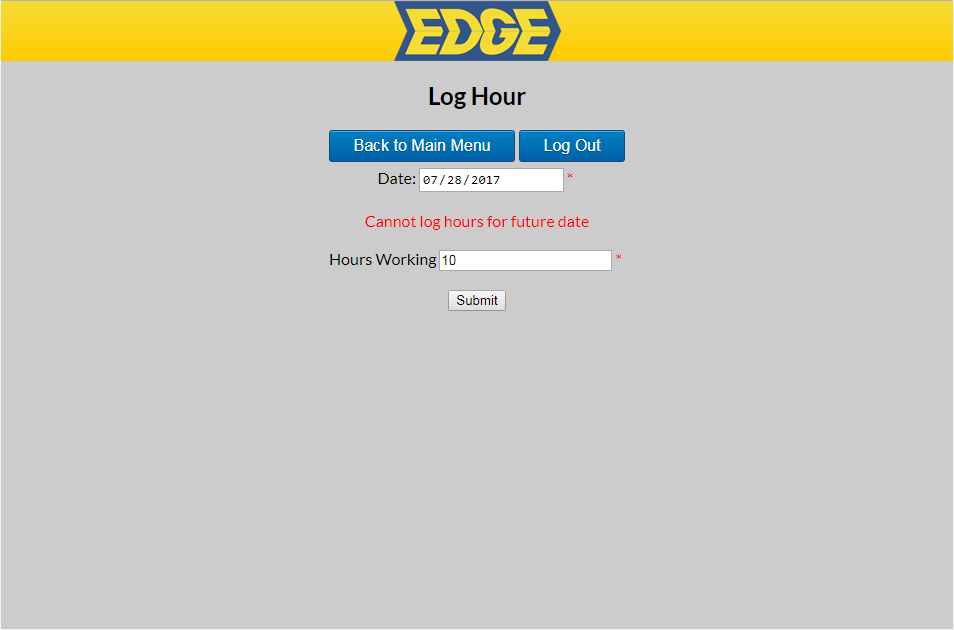 EDGE
Log Hour
Back to Main Menu Log Out
Date: 07/28/2017 *
Cannot log hours for future date
Hours Working 10 *
Submit